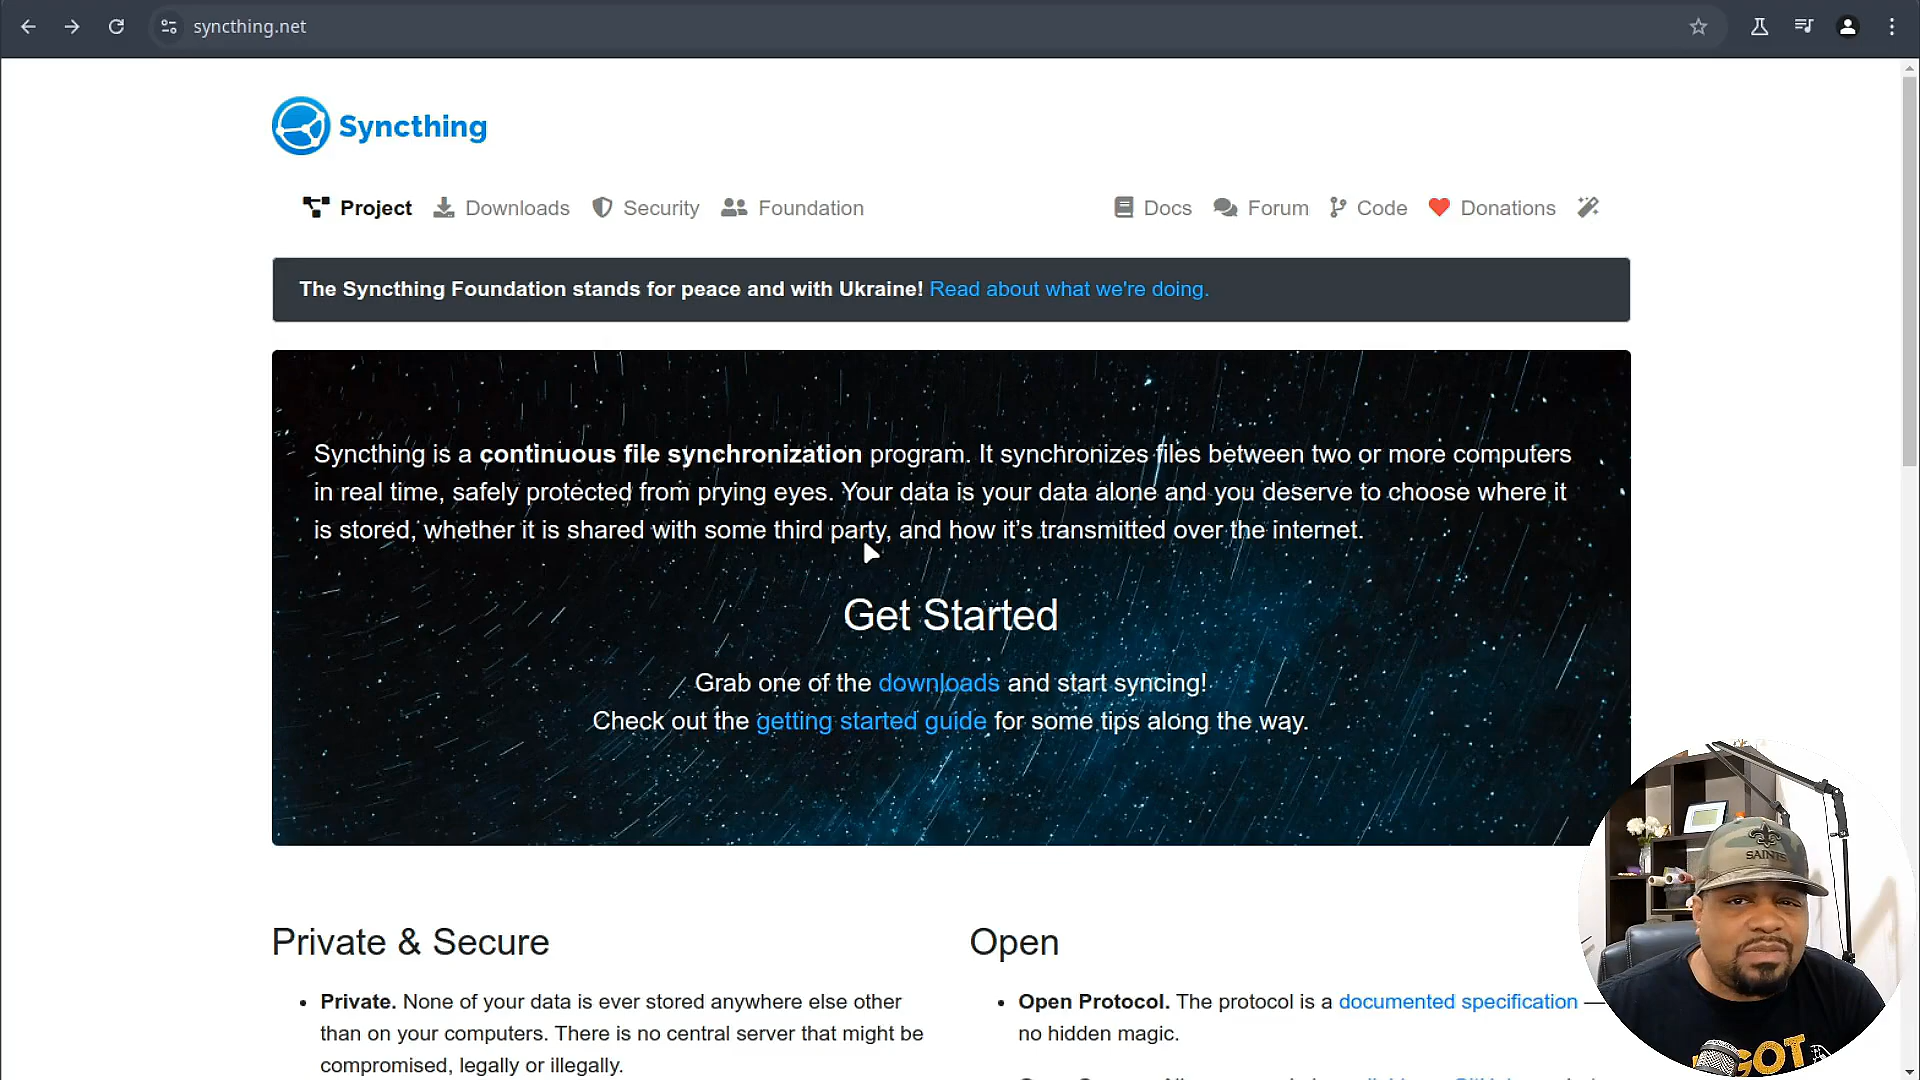 syncthing.net
Syncthing
Project Downloads Security Foundation Docs Forum Code Donations
The Syncthing Foundation stands for peace and with Ukraine! Read about what we're doing.
Syncthing is a continuous file synchronization program. It synchronizes files between two or more computers
in real time, safely protected from prying eyes. Your data is your data alone and you deserve to choose where it
is stored, whether it is shared with some third party, and how it’s transmitted over the internet.
Get Started
Grab one of the downloads and start syncing!
Check out the getting started guide for some tips along the way.
Private & Secure
• Private. None of your data is ever stored anywhere else other
than on your computers. There is no central server that might be
compromised, legally or illegally.
Open
• Open Protocol. The protocol is a documented specification —
no hidden magic.
SAINTS
GOT